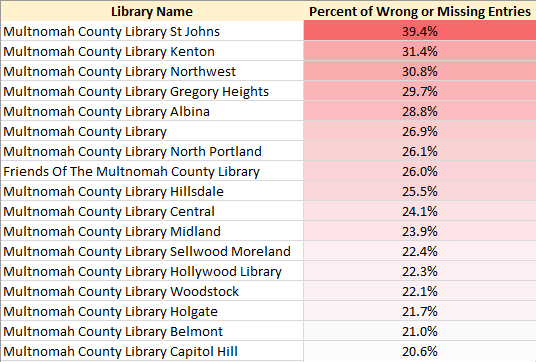 Library Name Percent of Wrong or Missing Entries
Multnomah County Library St Johns 39.4%
Multnomah County Library Kenton 31.4%
Multnomah County Library Northwest 30.8%
Multnomah County Library Gregory Heights 29.7%
Multnomah County Library Albina 28.8%
Multnomah County Library 26.9%
Multnomah County Library North Portland 26.1%
Friends Of The Multnomah County Library 26.0%
Multnomah County Library Hillsdale 25.5%
Multnomah County Library Central 24.1%
Multnomah County Library Midland 23.9%
Multnomah County Library Sellwood Moreland 22.4%
Multnomah County Library Hollywood Library 22.3%
Multnomah County Library Woodstock 22.1%
Multnomah County Library Holgate 21.7%
Multnomah County Library Belmont 21.0%
Multnomah County Library Capitol Hill 20.6%